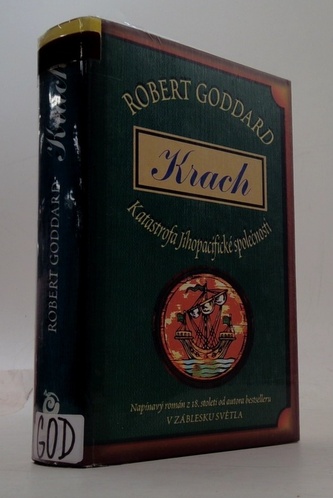 ROBERT GODDARD
Krach
Katastrofa Jihopacifické společnosti
Napínavý román z 18. století od autora bestselleru
V ZÁBLESKU SVĚTLA
ROBERT GODDARD Krach
GOD